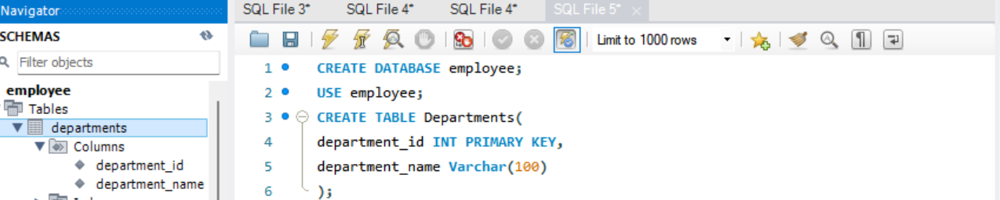 Navigator
SCHEMAS
Filter objects
employee
Tables
departments
Columns
department_id
department_name
SQL File 3* SQL File 4* SQL File 4* SQL File 5* ×
Limit to 1000 rows
1 CREATE DATABASE employee;
2 USE employee;
3 CREATE TABLE Departments(
4 department_id INT PRIMARY KEY,
5 department_name Varchar(100)
6 );